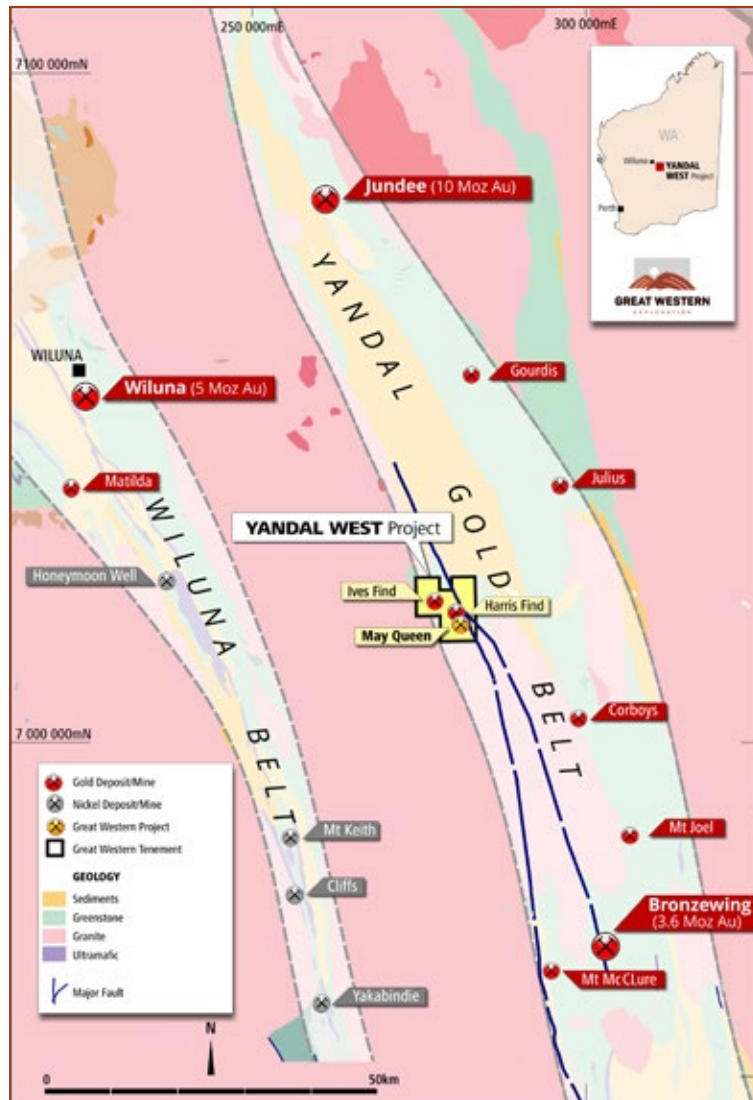 250 000mE
300 000mE
7100 000mN
WA
Wiluna
YANDAL
WEST Project
Perth
GREAT WESTERN
EXPLORATION
Jundee (10 Moz Au)
YANDAL GOLD BELT
WILUNA
Wiluna (5 Moz Au)
Gourdis
Matilda
Julius
WILUNA BELT
YANDAL WEST Project
Honeymoon Well
Ives Find
Harris Find
May Queen
Corboys
7 000 000mN
Gold Deposit/Mine
Nickel Deposit/Mine
Great Western Project
Great Western Tenement
GEOLOGY
Sediments
Greenstone
Granite
Ultramafic
Major Fault
Mt Keith
Mt Joel
Cliffs
Bronzewing
(3.6 Moz Au)
Mt McCLure
Yakabindie
N
0
50km